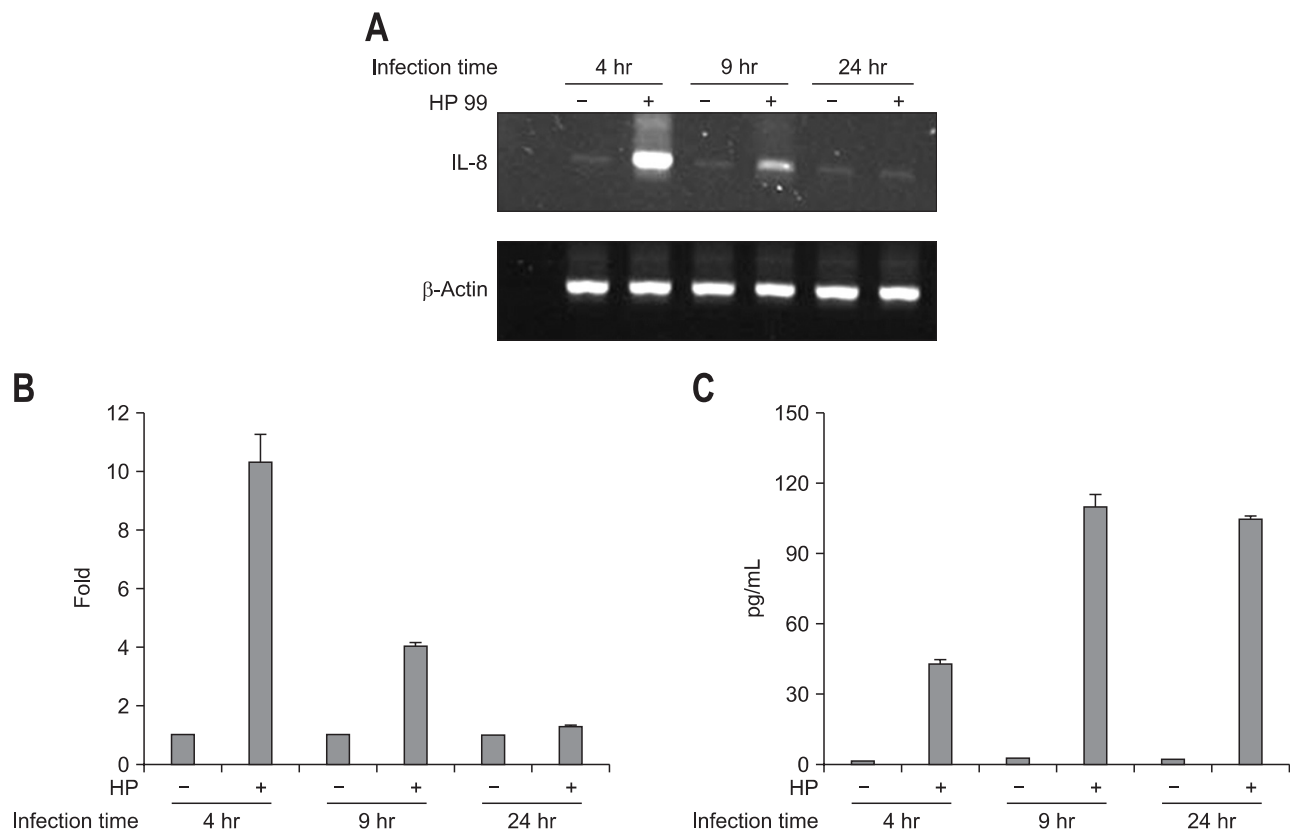 A
Infection time 4 hr 9 hr 24 hr
HP 99 − + − + − +
IL-8
β-Actin
B
12
10
8
6
4
2
0
Fold
HP − + − + − +
Infection time 4 hr 9 hr 24 hr
C
150
120
90
60
30
0
pg/mL
HP − + − + − +
Infection time 4 hr 9 hr 24 hr